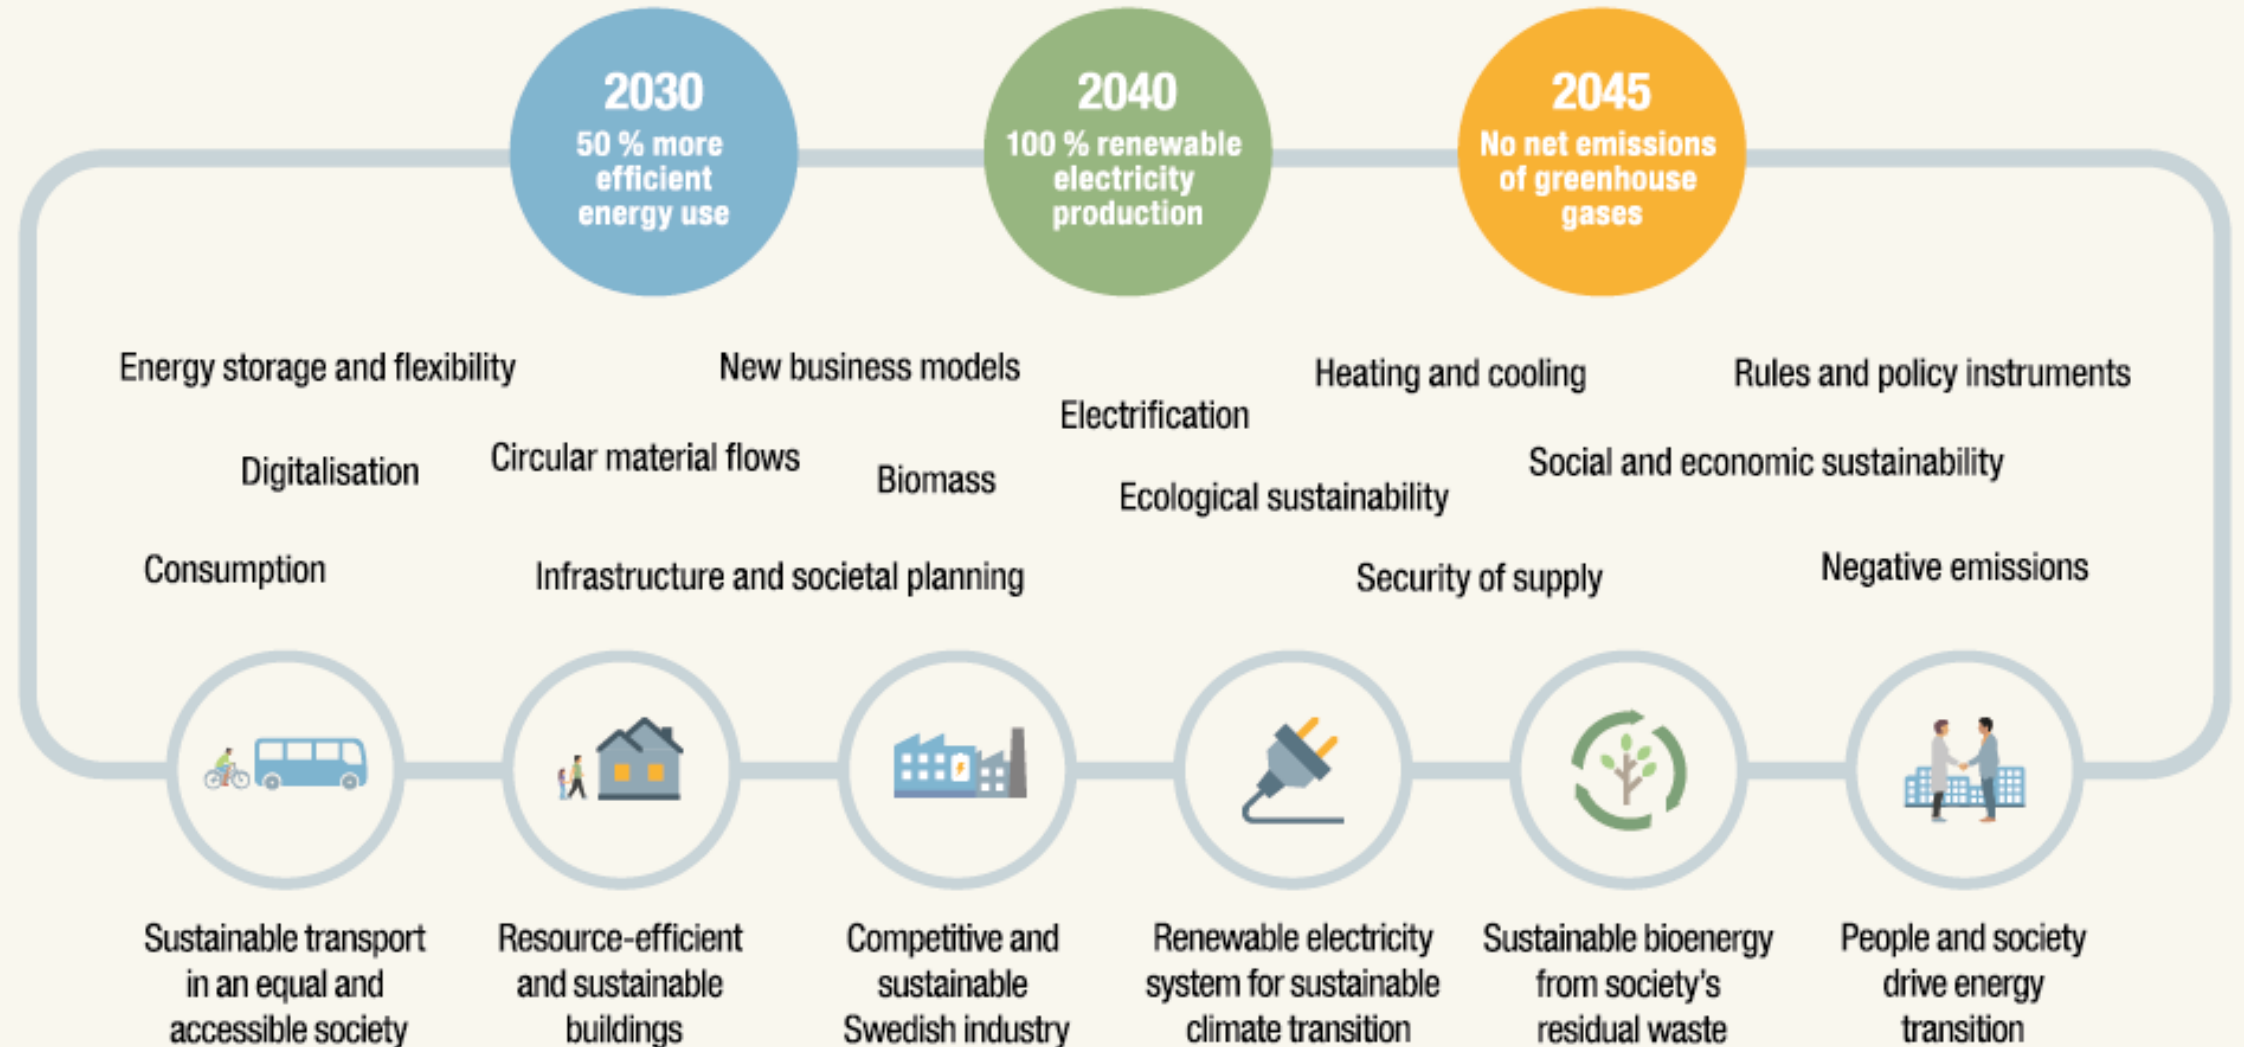 2030
50 % more
efficient
energy use
2040
100 % renewable
electricity
production
2045
No net emissions
of greenhouse
gases
Energy storage and flexibility
New business models
Heating and cooling
Rules and policy instruments
Electrification
Digitalisation
Circular material flows
Biomass
Ecological sustainability
Social and economic sustainability
Consumption
Infrastructure and societal planning
Security of supply
Negative emissions
Sustainable transport
in an equal and
accessible society
Resource-efficient
and sustainable
buildings
Competitive and
sustainable
Swedish industry
Renewable electricity
system for sustainable
climate transition
Sustainable bioenergy
from society's
residual waste
People and society
drive energy
transition